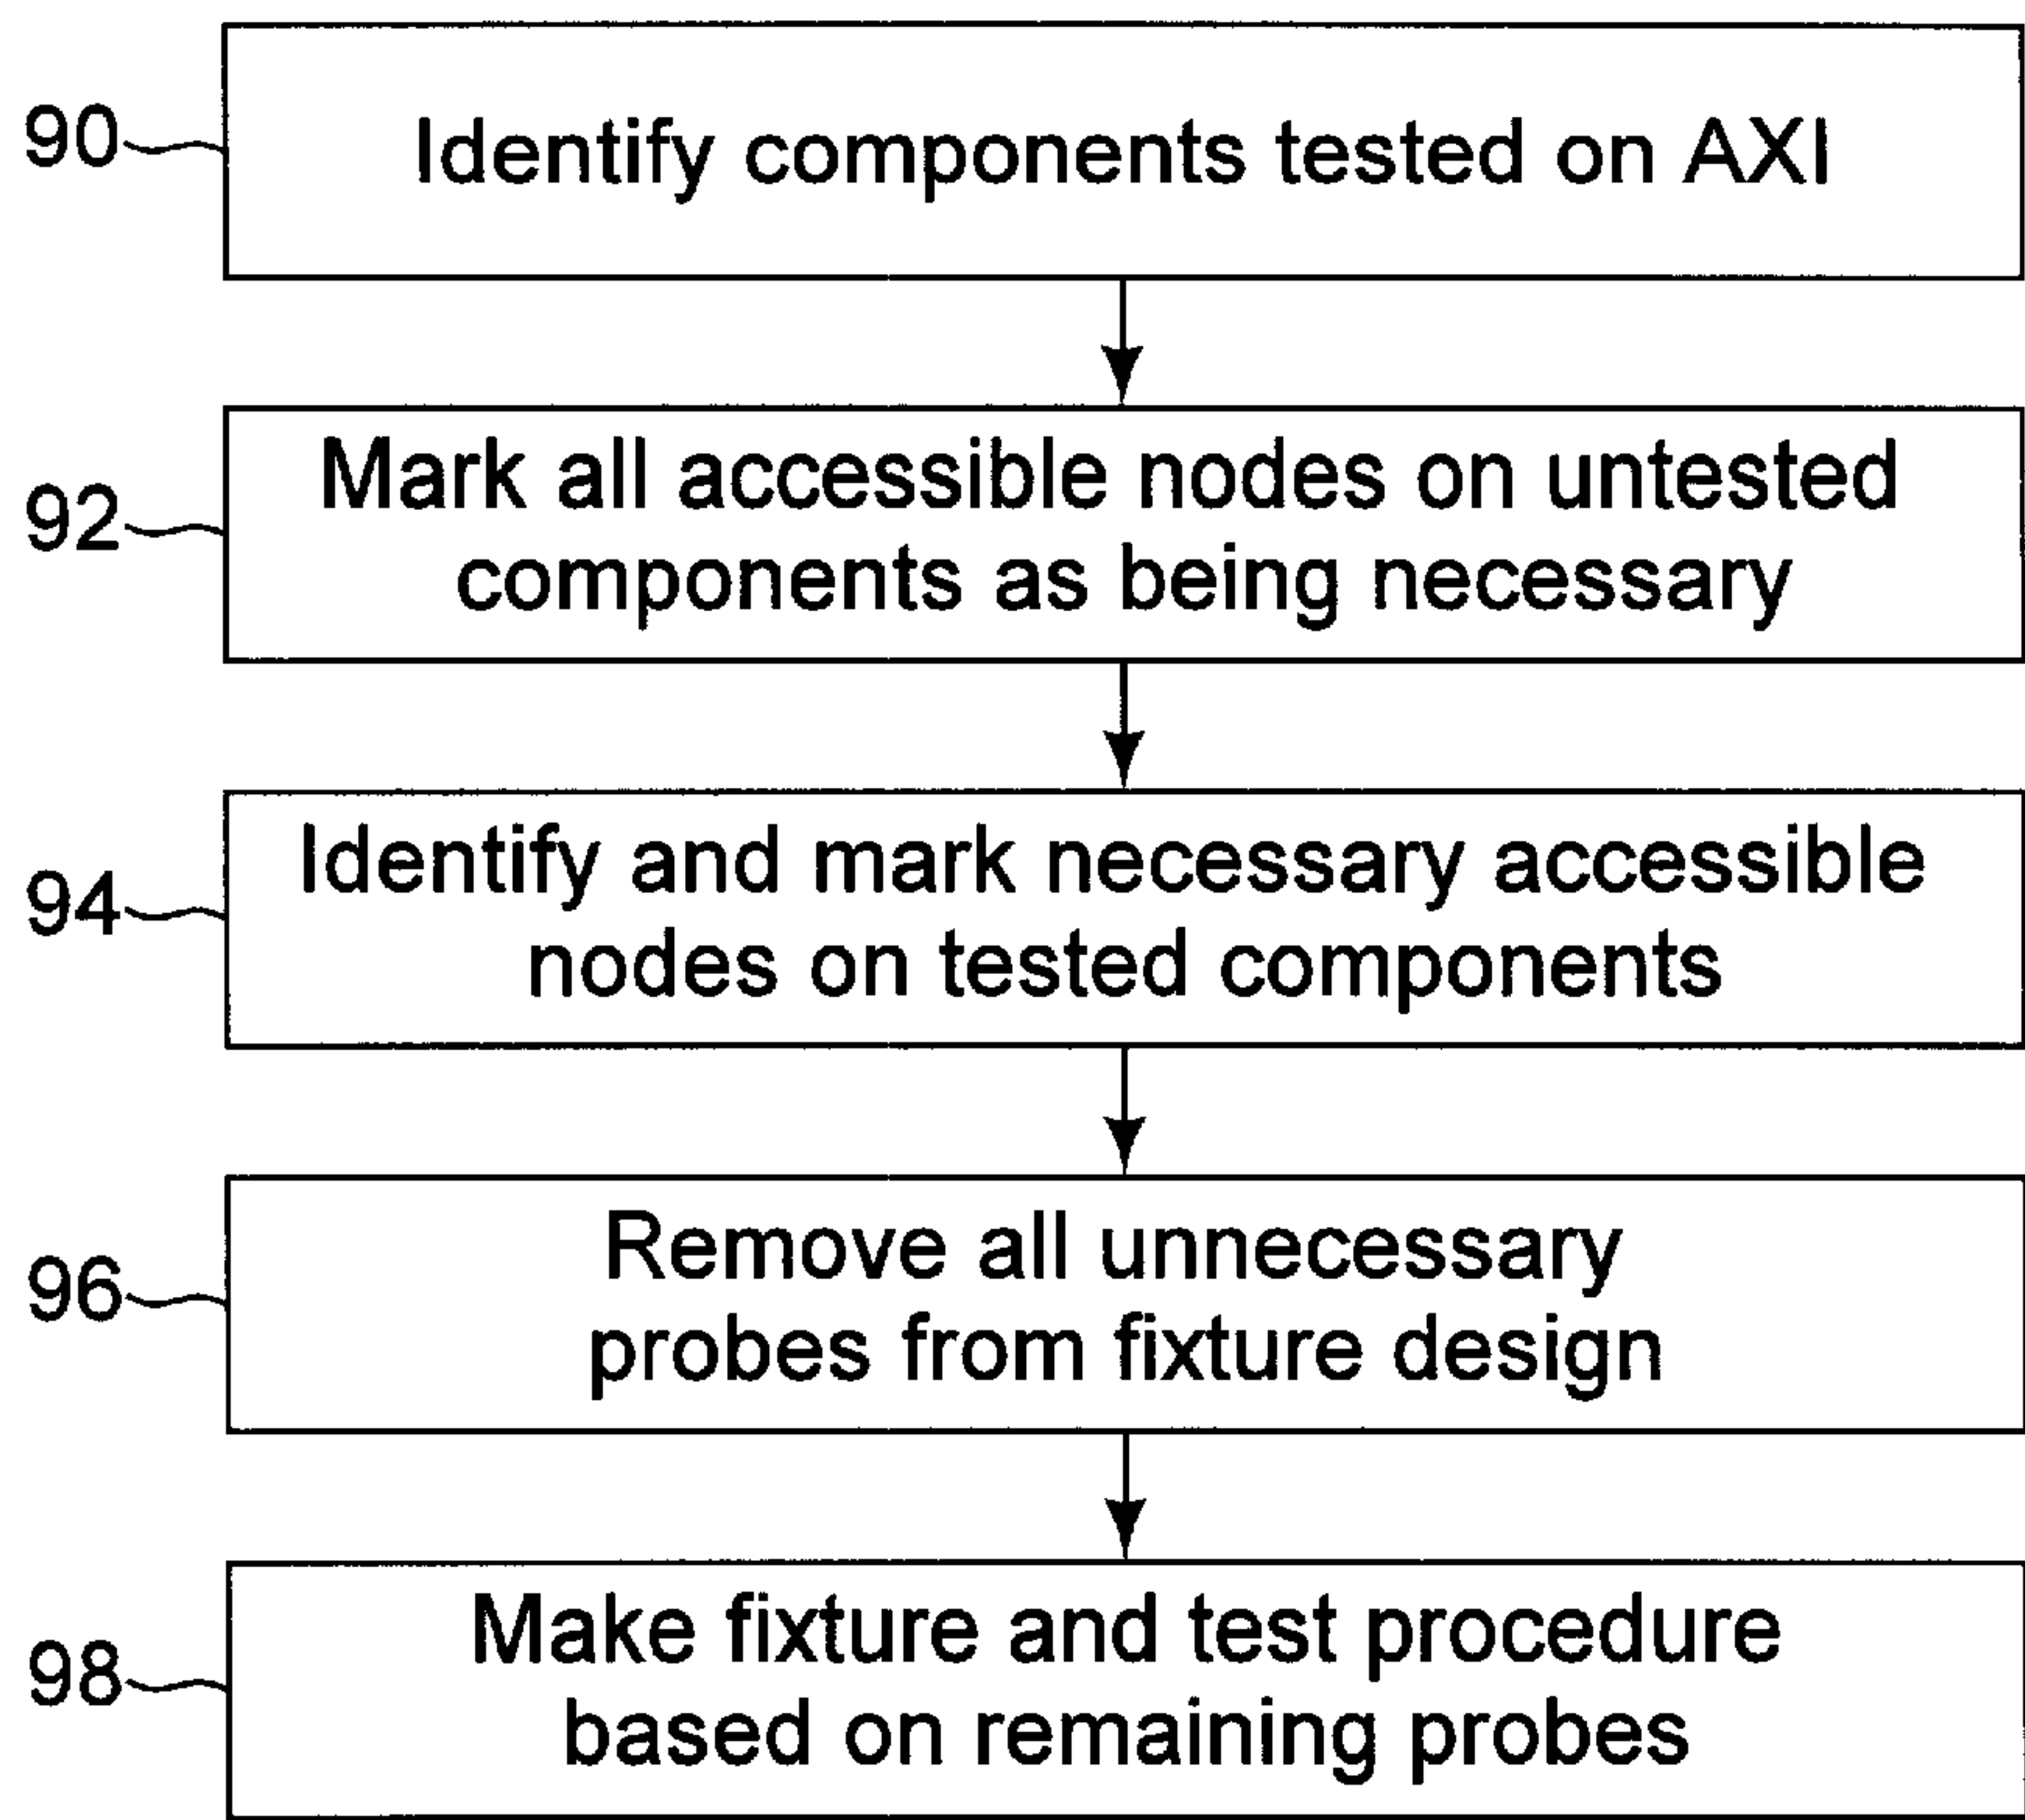 90
Identify components tested on AXI
92
Mark all accessible nodes on untested
components as being necessary
94
Identify and mark necessary accessible
nodes on tested components
96
Remove all unnecessary
probes from fixture design
98
Make fixture and test procedure
based on remaining probes